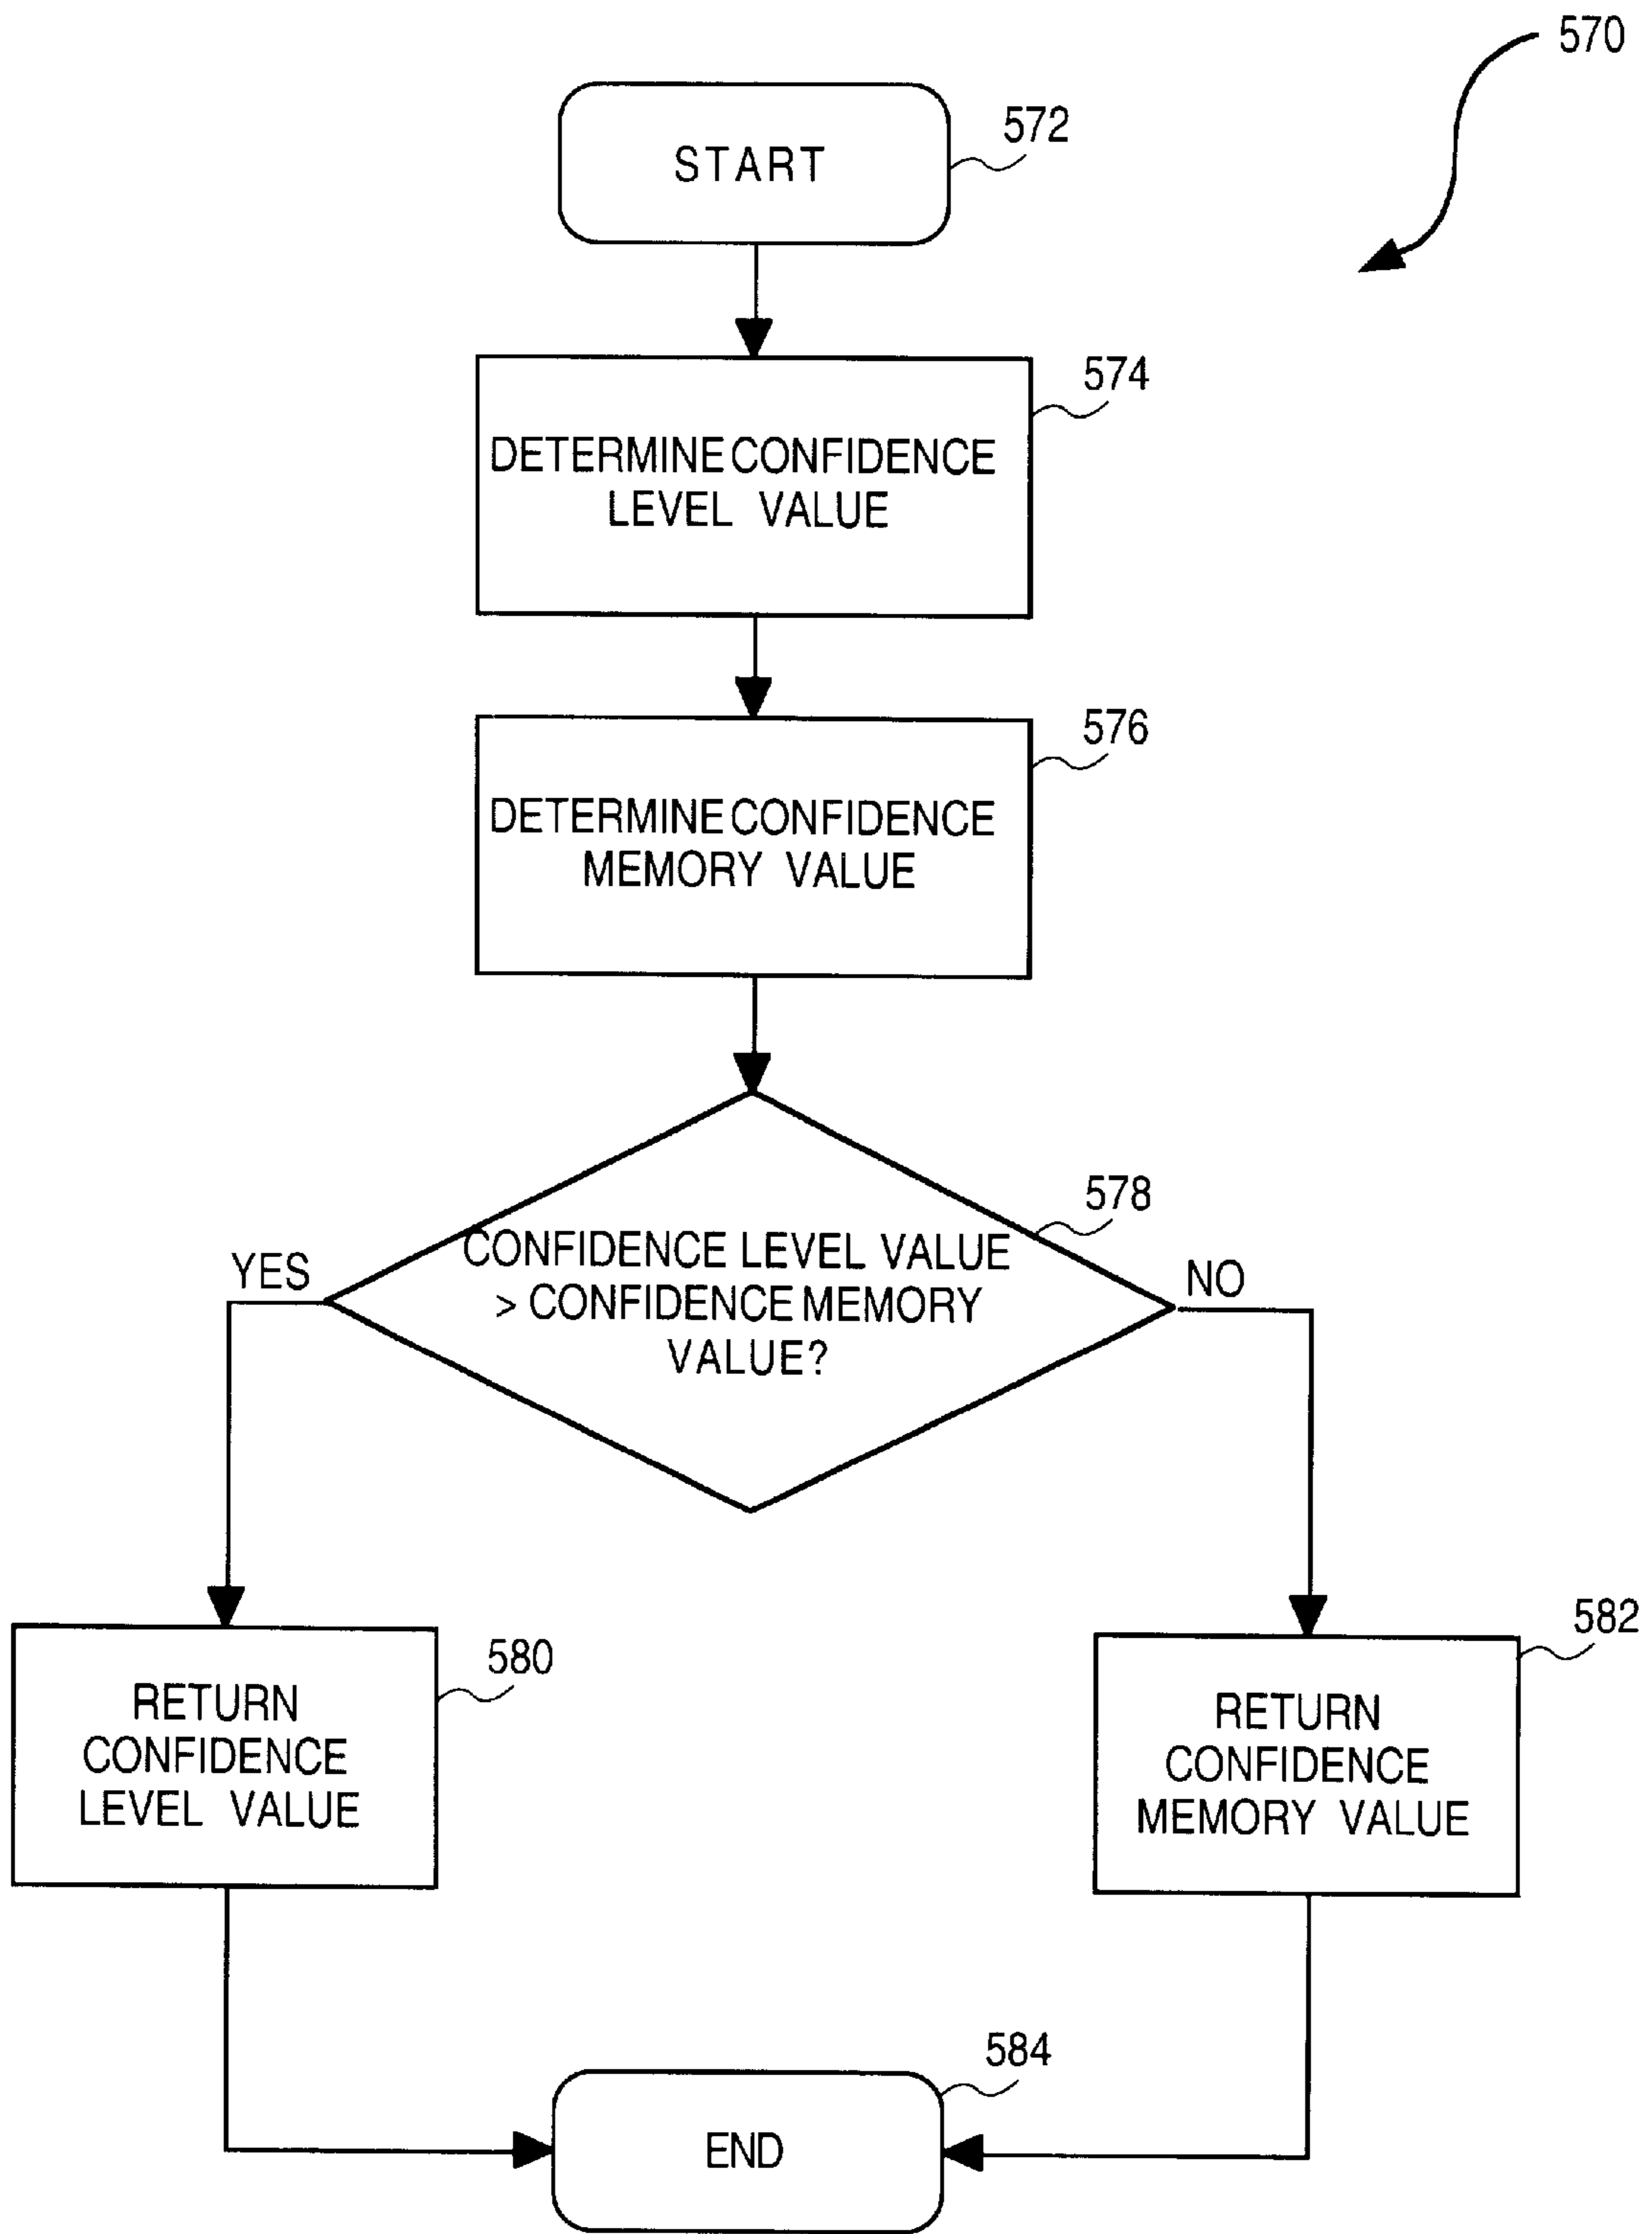 570
572
START
574
DETERMINE CONFIDENCE
LEVEL VALUE
576
DETERMINE CONFIDENCE
MEMORY VALUE
578
CONFIDENCE LEVEL VALUE
> CONFIDENCE MEMORY
VALUE?
YES
NO
580
RETURN
CONFIDENCE
LEVEL VALUE
582
RETURN
CONFIDENCE
MEMORY VALUE
584
END